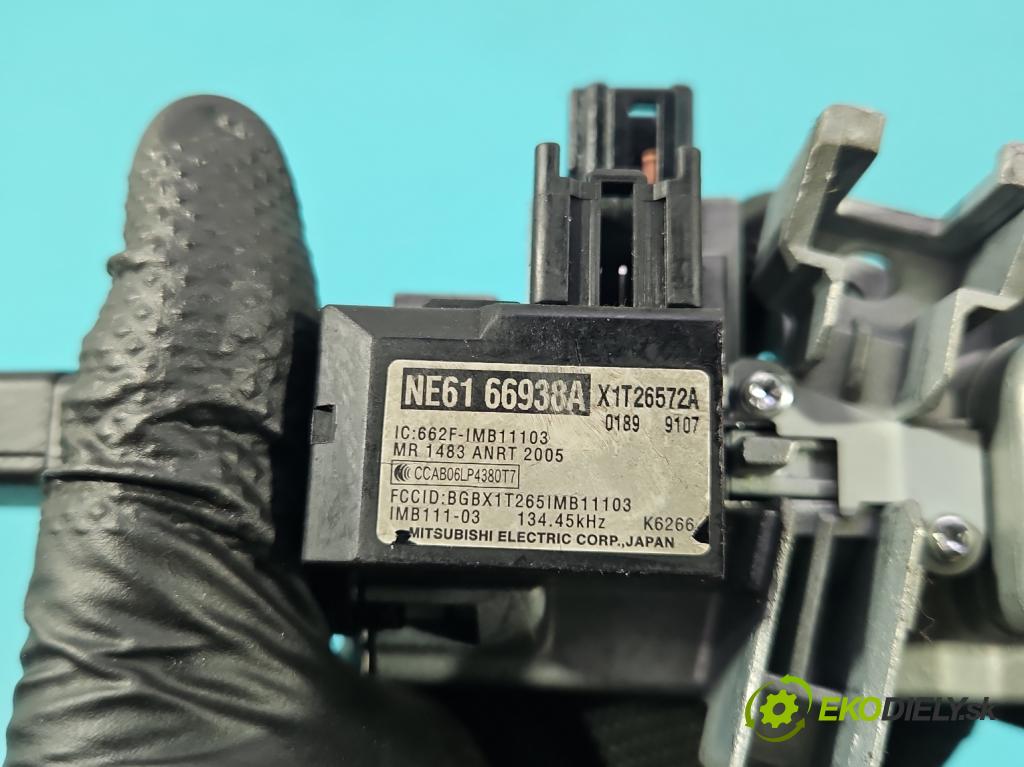 NE61 66938A X1T26572A
0189 9107
IC:662F-IMB11103
MR 1483 ANRT 2005
CCAB06LP4380T7
FCCID:BGBX1T265IMB11103
IMB111-03 134.45kHz K6266
MITSUBISHI ELECTRIC CORP.,JAPAN
EKODIELY.sk